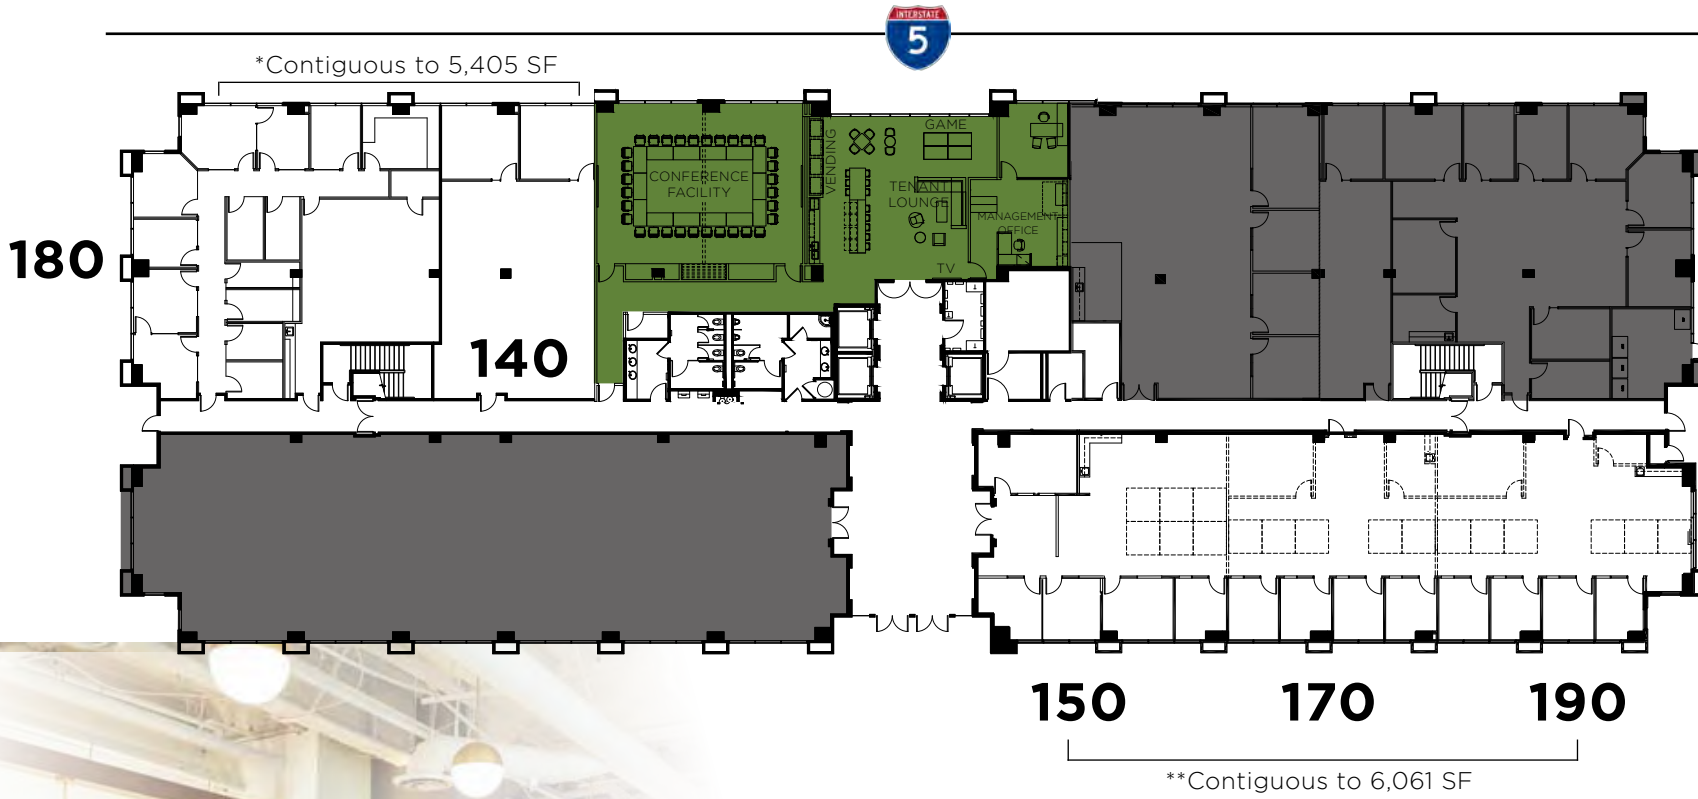 INTERSTATE
5
*Contiguous to 5,405 SF
GAME
VENDING
CONFERENCE
FACILITY
TENANT
LOUNGE
MANAGEMENT
OFFICE
TV
180
140
150
170
190
**Contiguous to 6,061 SF